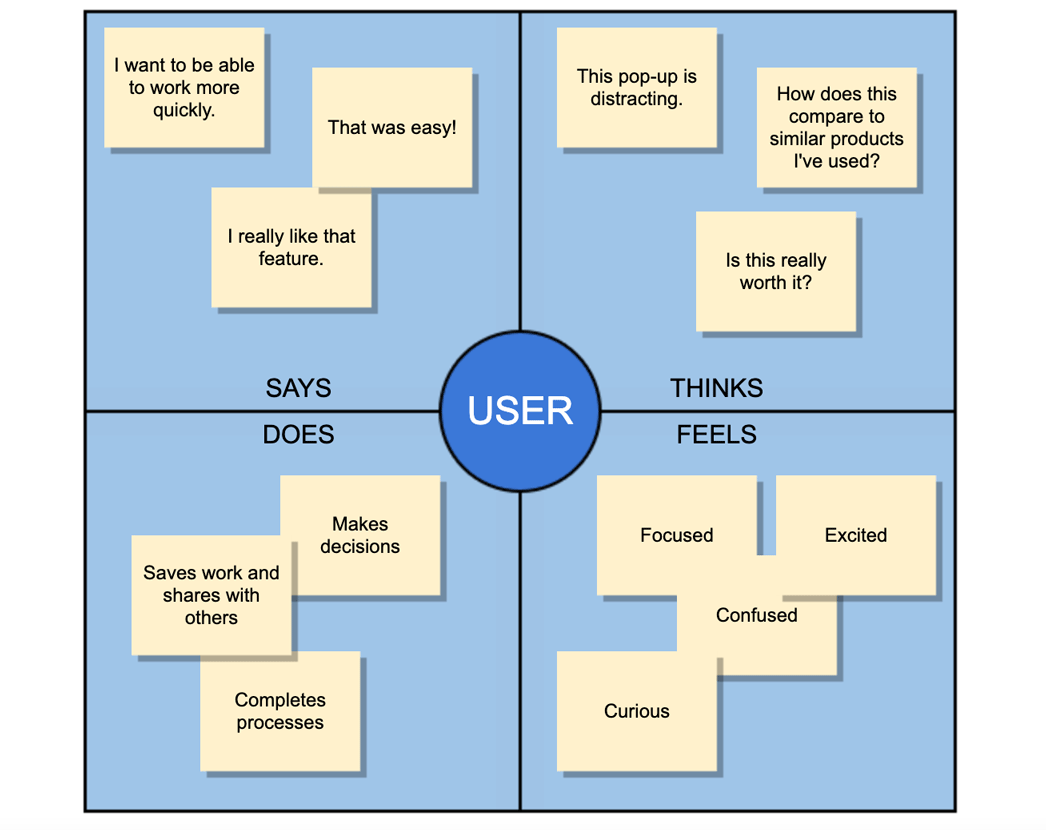 I want to be able
to work more
quickly.
That was easy!
I really like that
feature.
SAYS
This pop-up is
distracting.
How does this
compare to
similar products
I've used?
Is this really
worth it?
THINKS
USER
DOES
Makes
decisions
Saves work and
shares with
others
Completes
processes
FEELS
Focused
Excited
Confused
Curious